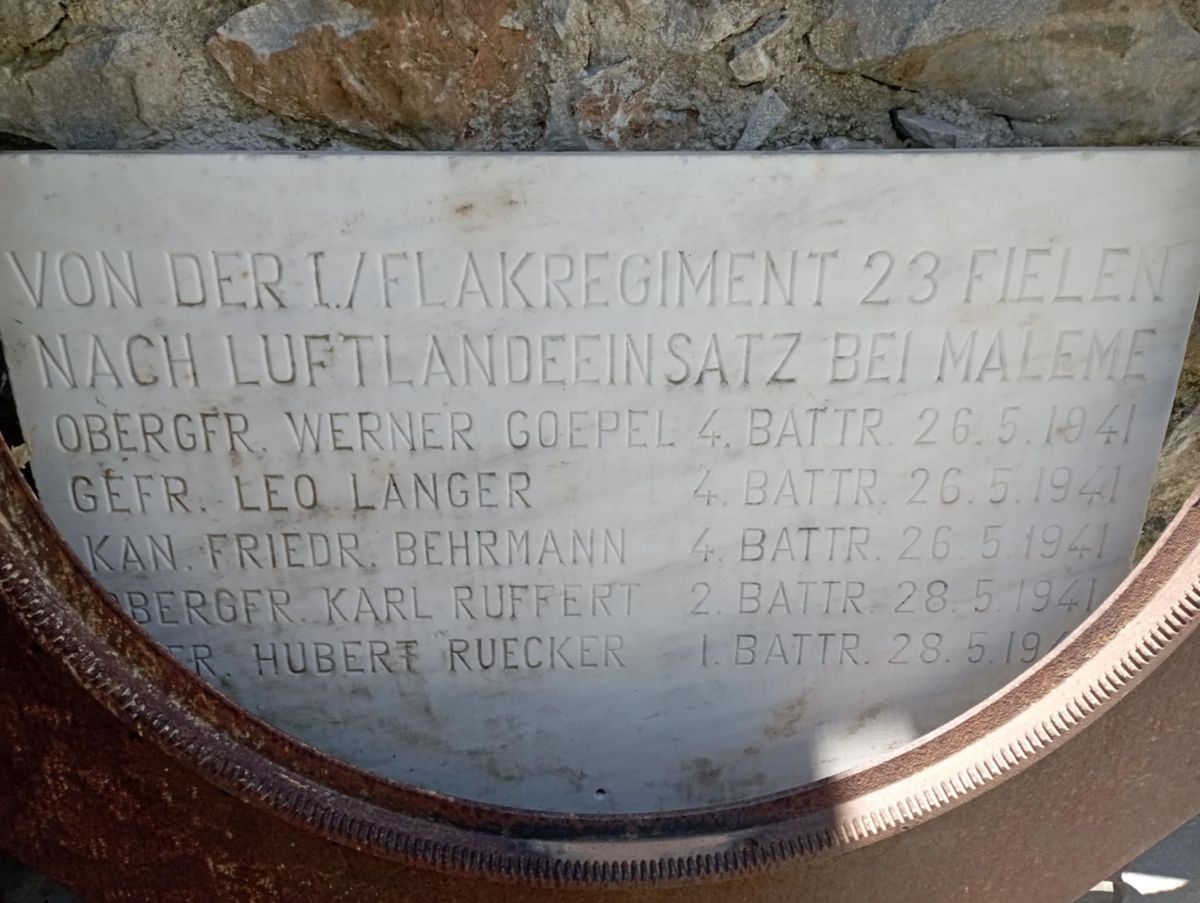 VON DER I./FLAKREGIMENT 23 FIELEN
NACH LUFTLANDEEINSATZ BEI MALEME
OBERGFR. WERNER GOEPEL 4. BATTR. 26.5.1941
GEFR. LEO LANGER 4. BATTR. 26.5.1941
KAN. FRIEDR. BEHRMANN 4. BATTR. 26.5.1941
OBERGFR. KARL RUFFERT 2. BATTR. 28.5.1941
HUBERT RUECKER 1. BATTR. 28.5.194